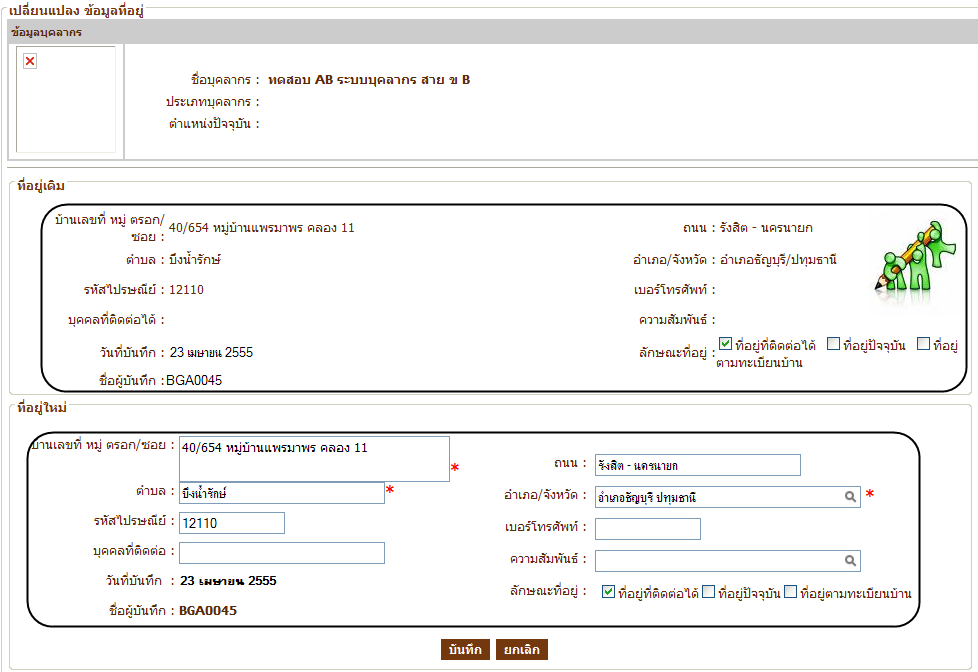 เปลี่ยนแปลง ข้อมูลที่อยู่
ข้อมูลบุคลากร
ชื่อบุคลากร : ทดสอบ AB ระบบบุคลากร สาย ข B
ประเภทบุคลากร :
ตำแหน่งปัจจุบัน :
ที่อยู่เดิม
บ้านเลขที่ หมู่ ตรอก/
ซอย : 40/654 หมู่บ้านแพรมาพร คลอง 11 ถนน : รังสิต - นครนายก
ตำบล : บึงน้ำรักษ์ อำเภอ/จังหวัด : อำเภอธัญบุรี/ปทุมธานี
รหัสไปรษณีย์ : 12110 เบอร์โทรศัพท์ :
บุคคลที่ติดต่อได้ : ความสัมพันธ์ :
วันที่บันทึก : 23 เมษายน 2555 ลักษณะที่อยู่ : ที่อยู่ที่ติดต่อได้ ที่อยู่ปัจจุบัน ที่อยู่
ตามทะเบียนบ้าน
ชื่อผู้บันทึก : BGA0045
ที่อยู่ใหม่
บ้านเลขที่ หมู่ ตรอก/ซอย : 40/654 หมู่บ้านแพรมาพร คลอง 11 *
ถนน : รังสิต - นครนายก
ตำบล : บึงน้ำรักษ์ * อำเภอ/จังหวัด : อำเภอธัญบุรี ปทุมธานี *
รหัสไปรษณีย์ : 12110 เบอร์โทรศัพท์ :
บุคคลที่ติดต่อ : ความสัมพันธ์ :
วันที่บันทึก : 23 เมษายน 2555 ลักษณะที่อยู่ : ที่อยู่ที่ติดต่อได้ ที่อยู่ปัจจุบัน ที่อยู่ตามทะเบียนบ้าน
ชื่อผู้บันทึก : BGA0045
บันทึก ยกเลิก